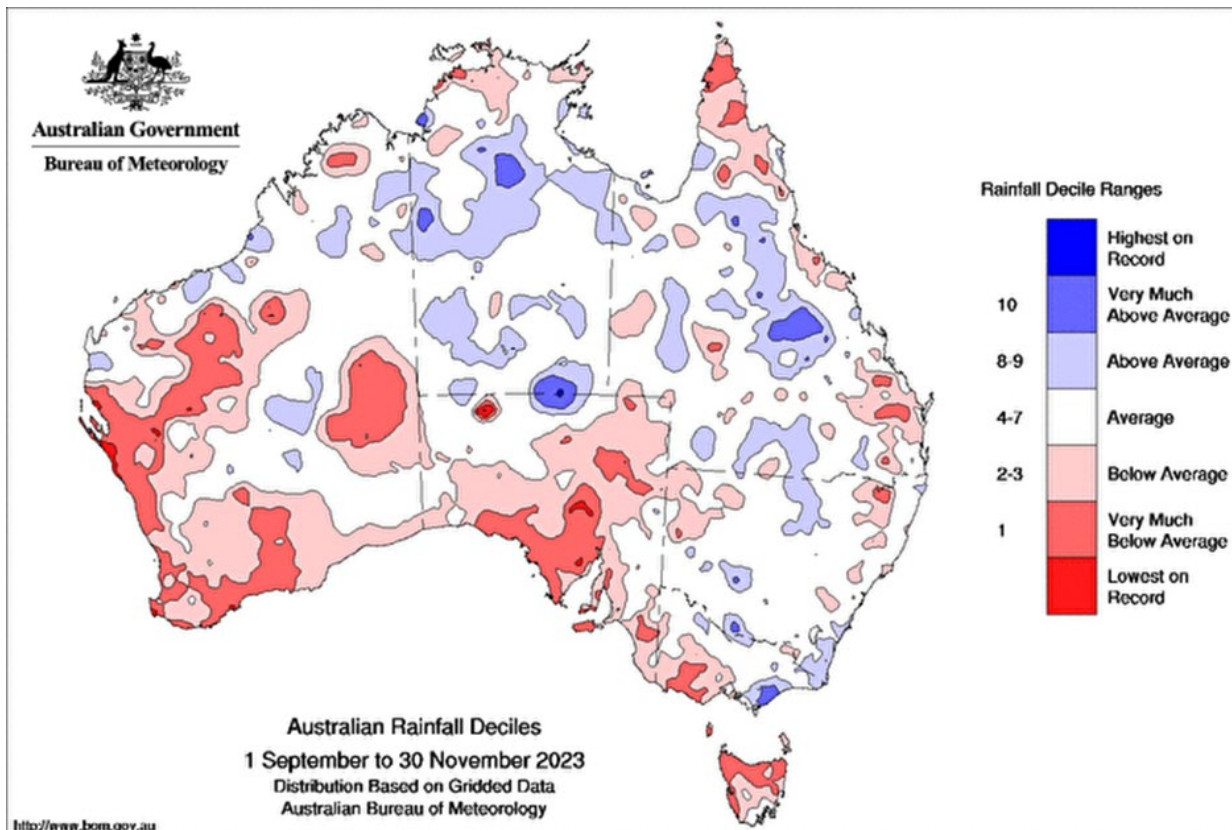 Australian Government
Bureau of Meteorology
Rainfall Decile Ranges
Highest on
Record
10 Very Much
Above Average
8-9 Above Average
4-7 Average
2-3 Below Average
1 Very Much
Below Average
Lowest on
Record
Australian Rainfall Deciles
1 September to 30 November 2023
Distribution Based on Gridded Data
Australian Bureau of Meteorology
http://www.bom.gov.au